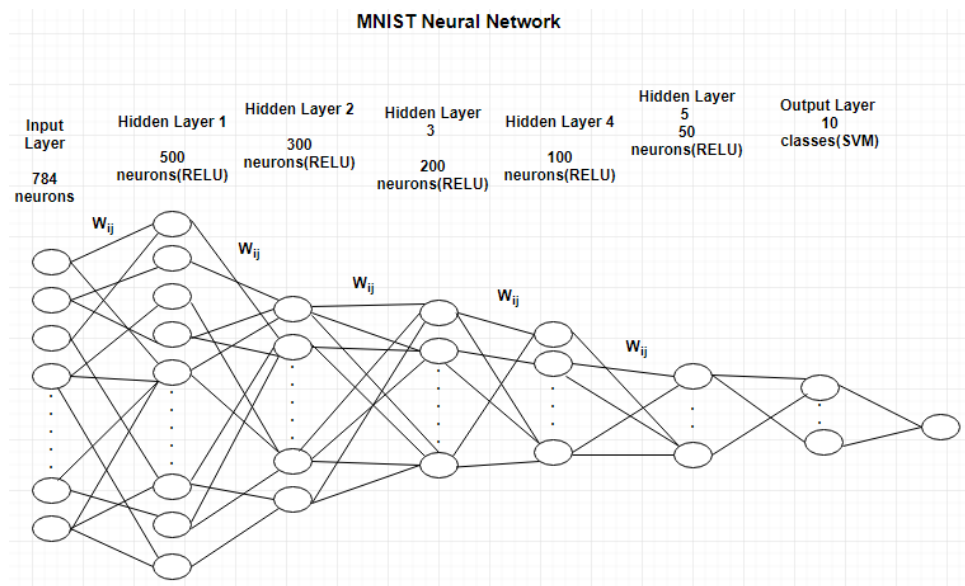 MNIST Neural Network
Input
Layer
784
neurons
Hidden Layer 1
500
neurons(RELU)
Hidden Layer 2
300
neurons(RELU)
Hidden Layer
3
200
neurons(RELU)
Hidden Layer 4
100
neurons(RELU)
Hidden Layer
5
50
neurons(RELU)
Output Layer
10
classes(SVM)
Wij
Wij
Wij
Wij
Wij